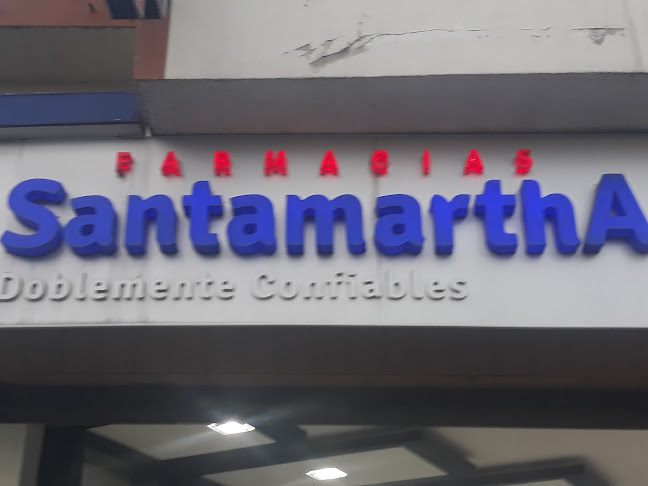 FARMACIAS
SantamarthA
Doblemente Confiables